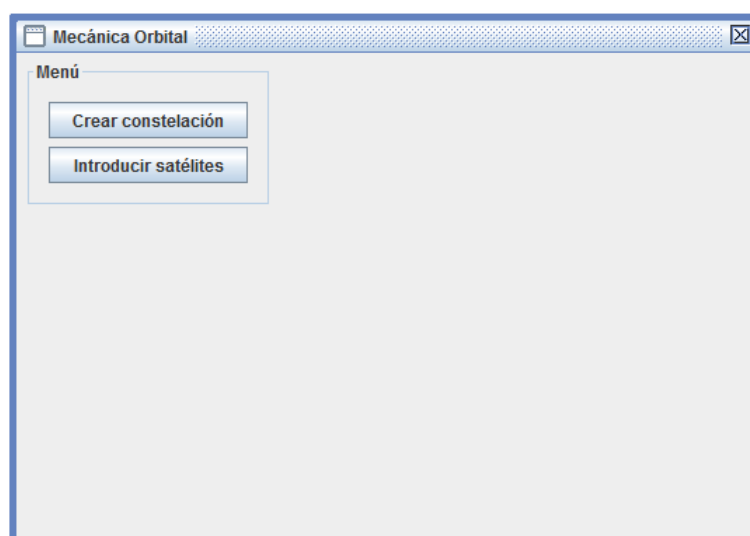 Mecánica Orbital
Menú
Crear constelación
Introducir satélites